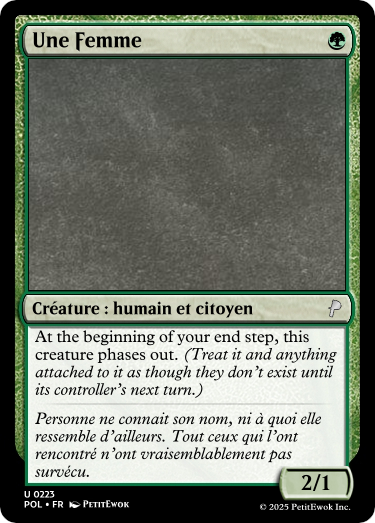 Une Femme
Créature : humain et citoyen
At the beginning of your end step, this
creature phases out. (Treat it and anything
attached to it as though they don't exist until
its controller's next turn.)
Personne ne connait son nom, ni à quoi elle
ressemble d'ailleurs. Tout ceux qui l'ont
rencontré n'ont vraisemblablement pas
survécu.
2/1
U 0223
POL • FR PetitEwok
© 2025 PetitEwok Inc.